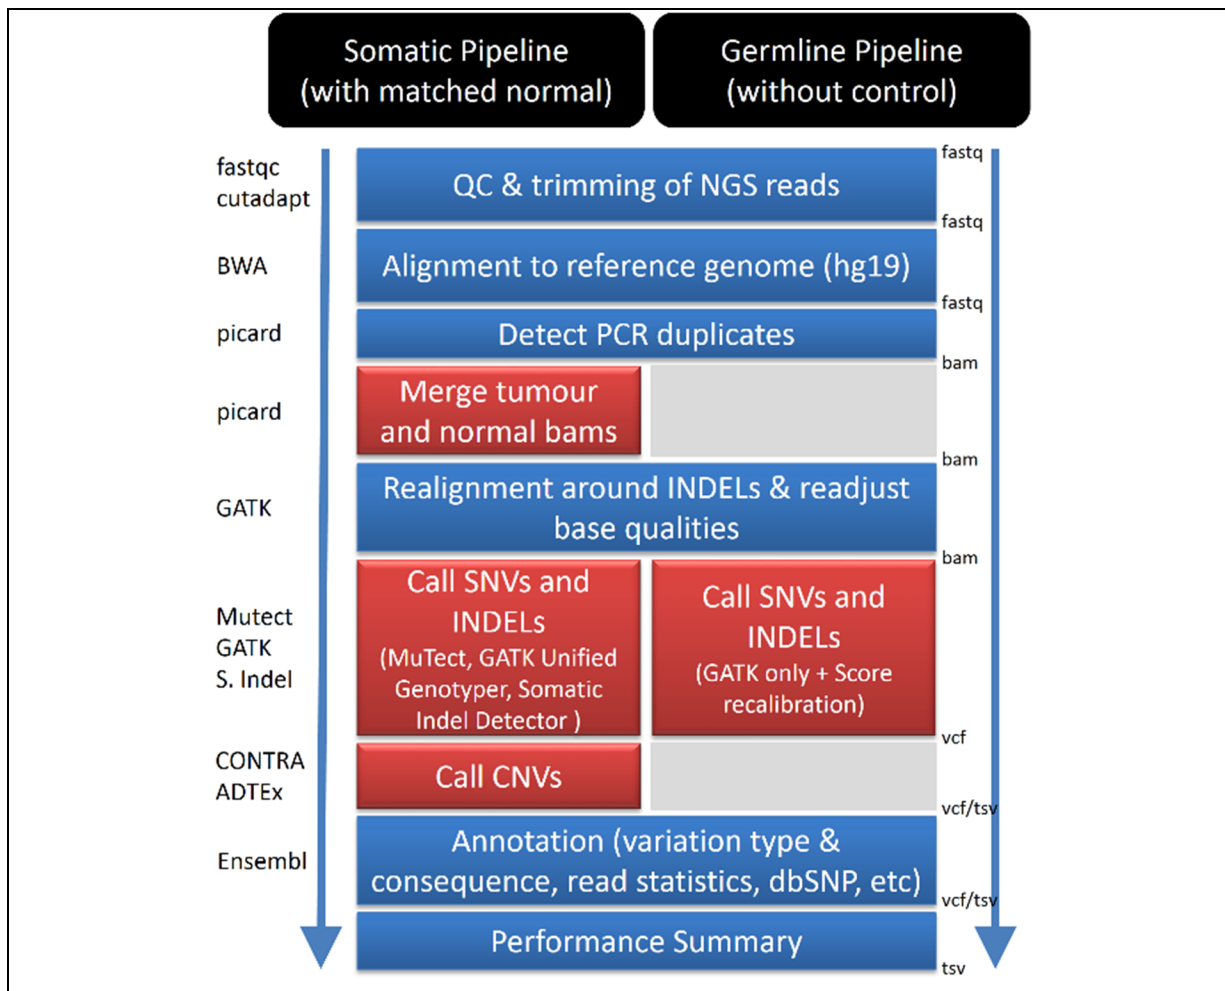 Somatic Pipeline
(with matched normal)
Germline Pipeline
(without control)
fastq
fastqc
cutadapt
QC & trimming of NGS reads
fastq
BWA
Alignment to reference genome (hg19)
fastq
picard
Detect PCR duplicates
bam
picard
Merge tumour
and normal bams
bam
GATK
Realignment around INDELs & readjust
base qualities
bam
Mutect
GATK
S. Indel
Call SNVs and
INDELs
(MuTect, GATK Unified
Genotyper, Somatic
Indel Detector )
Call SNVs and
INDELs
(GATK only + Score
recalibration)
vcf
CONTRA
ADTEx
Call CNVs
vcf/tsv
Ensembl
Annotation (variation type &
consequence, read statistics, dbSNP, etc)
vcf/tsv
Performance Summary
tsv